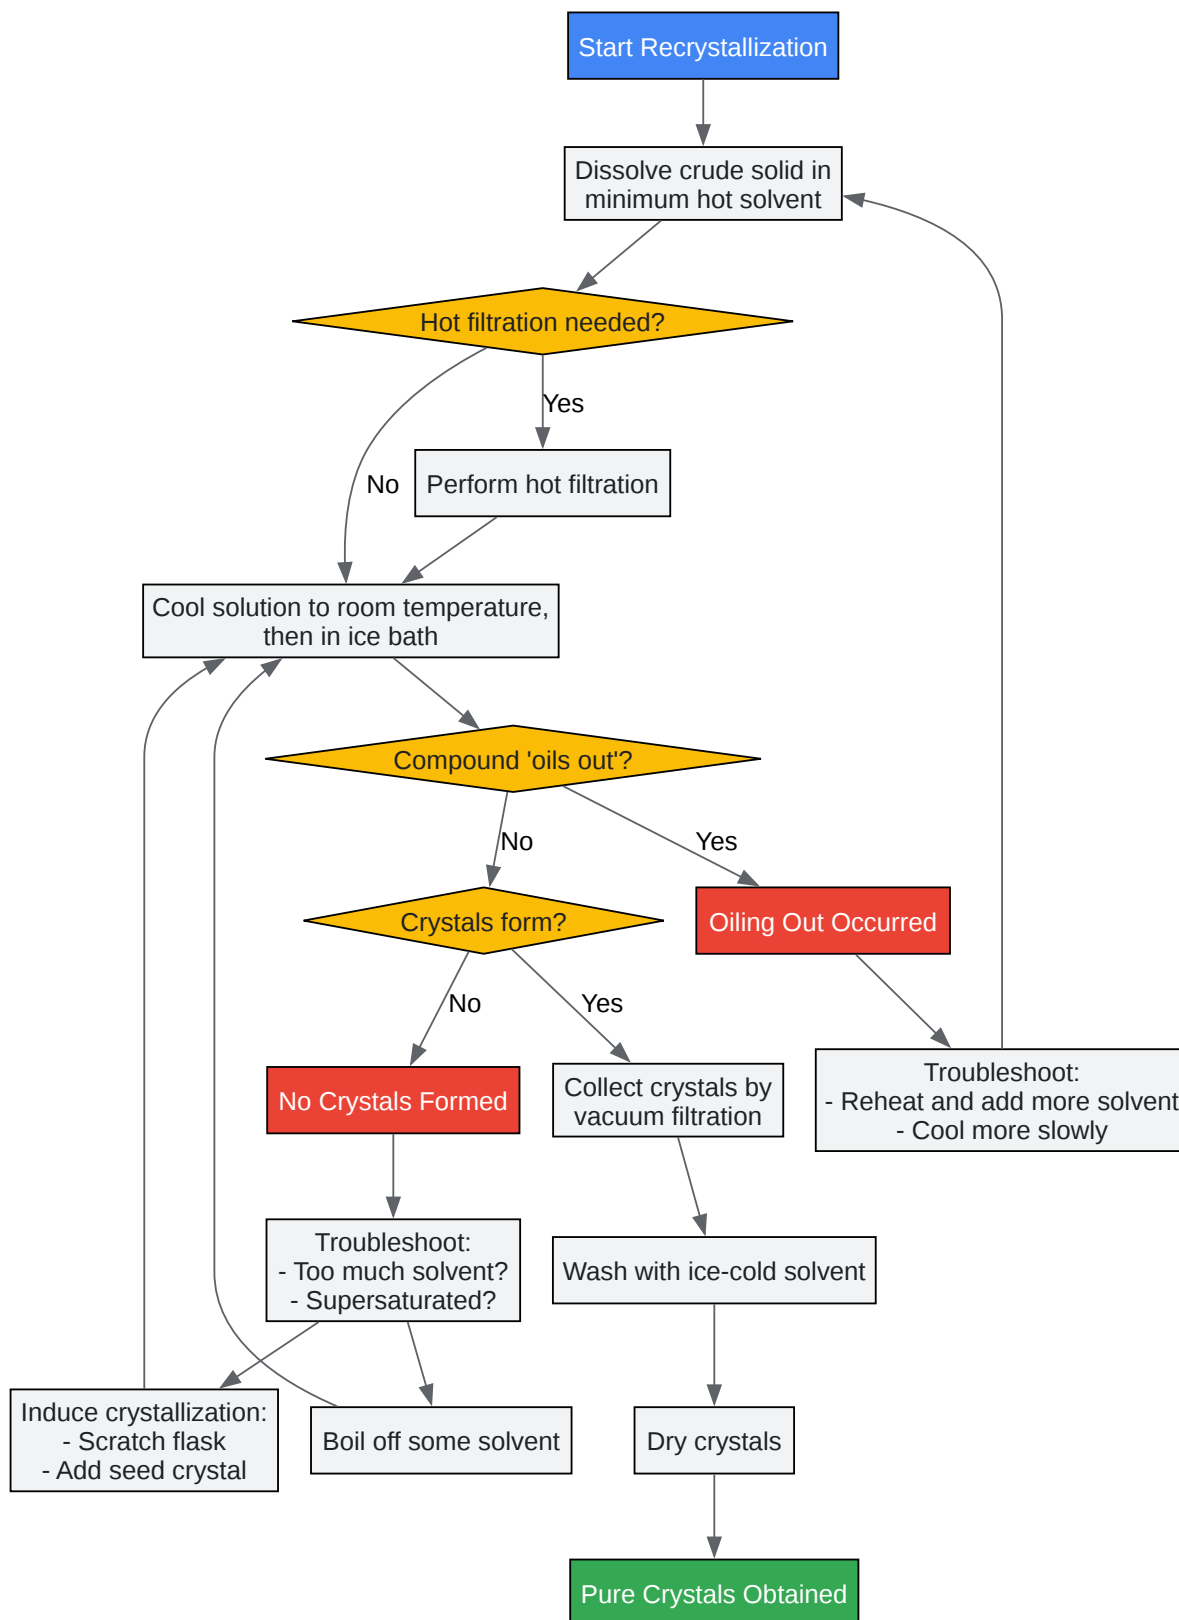 Start Recrystallization
Dissolve crude solid in
minimum hot solvent
Hot filtration needed?
Yes
No
Perform hot filtration
Cool solution to room temperature,
then in ice bath
Compound 'oils out'?
No
Yes
Crystals form?
Oiling Out Occurred
No
Yes
No Crystals Formed
Collect crystals by
vacuum filtration
Troubleshoot:
- Reheat and add more solvent
- Cool more slowly
Troubleshoot:
- Too much solvent?
- Supersaturated?
Wash with ice-cold solvent
Induce crystallization:
- Scratch flask
- Add seed crystal
Boil off some solvent
Dry crystals
Pure Crystals Obtained